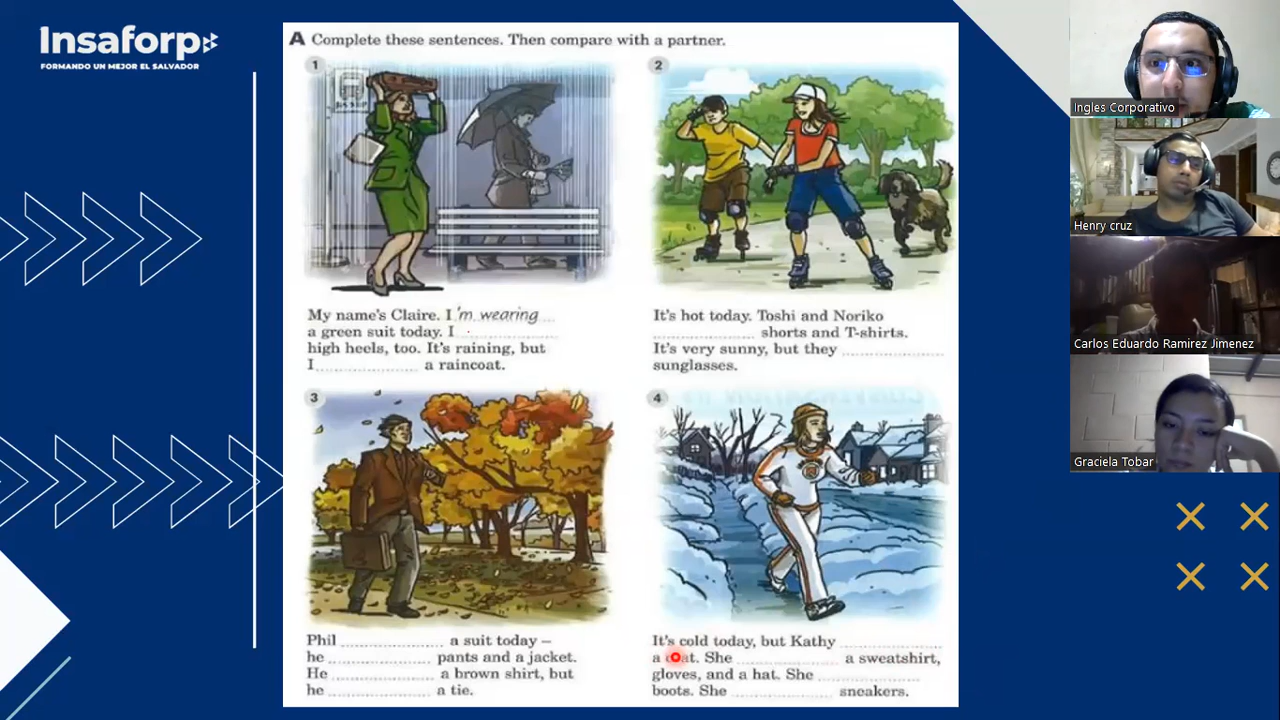 Insaforp
FORMANDO UN MEJOR EL SALVADOR
A Complete these sentences. Then compare with a partner.
1
2
My name's Claire. I 'm wearing
a green suit today. I
high heels, too. It's raining, but
I a raincoat.
It's hot today. Toshi and Noriko
shorts and T-shirts.
It's very sunny, but they
sunglasses.
3
4
Phil a suit today –
he pants and a jacket.
He a brown shirt, but
he a tie.
It's cold today, but Kathy
a coat. She a sweatshirt,
gloves, and a hat. She
boots. She sneakers.
Ingles Corporativo
Henry cruz
Carlos Eduardo Ramirez Jimenez
Graciela Tobar